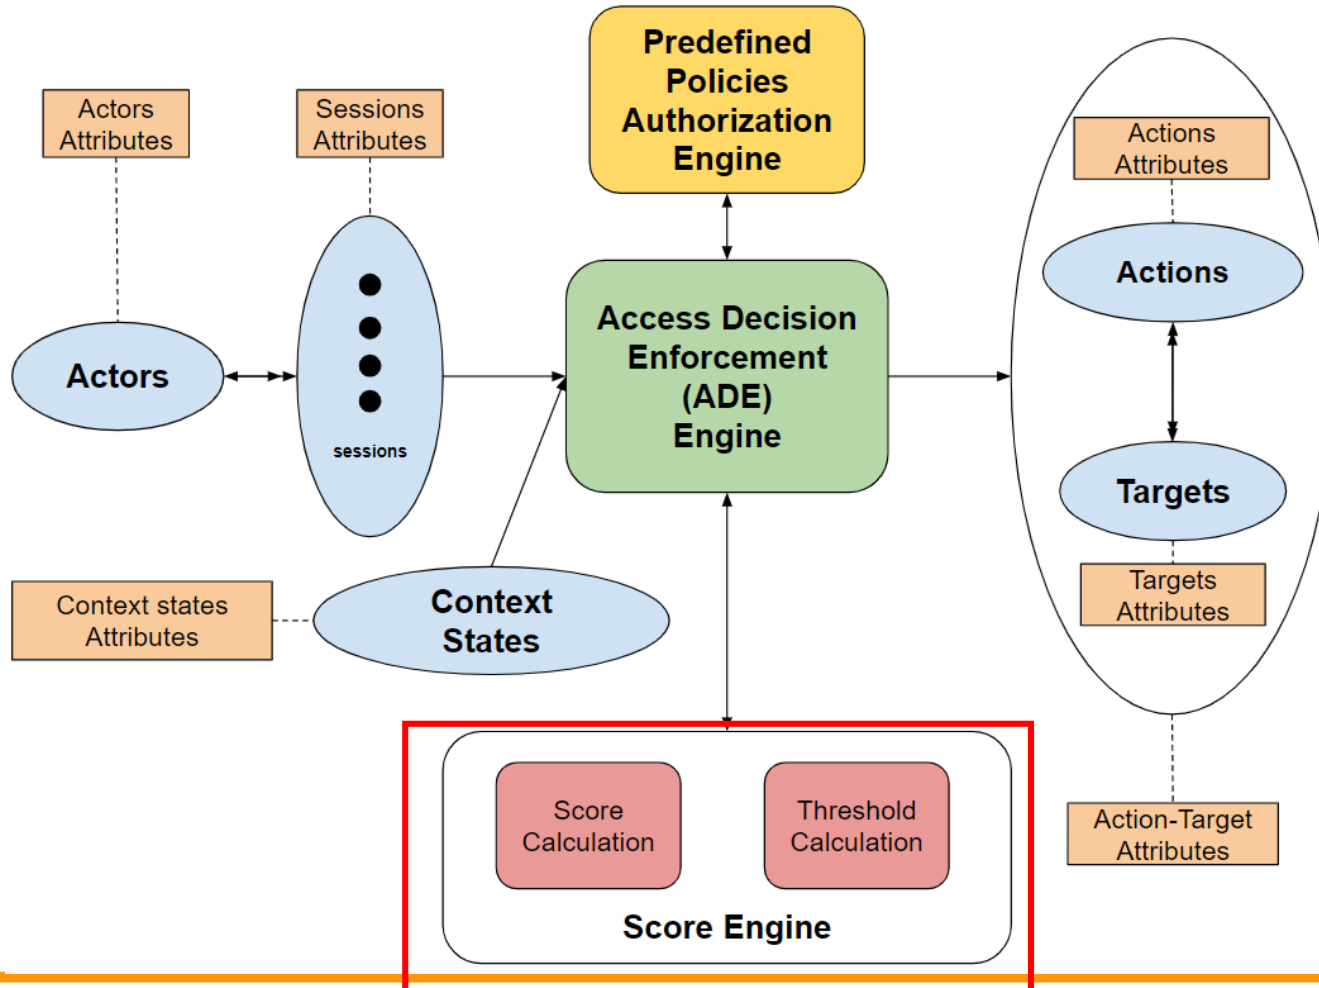 Predefined
Policies
Authorization
Engine
Actors
Attributes
Sessions
Attributes
Actions
Attributes
Actions
Access Decision
Enforcement
(ADE)
Engine
Actors
sessions
Targets
Targets
Attributes
Context states
Attributes
Context
States
Score
Calculation
Threshold
Calculation
Action-Target
Attributes
Score Engine